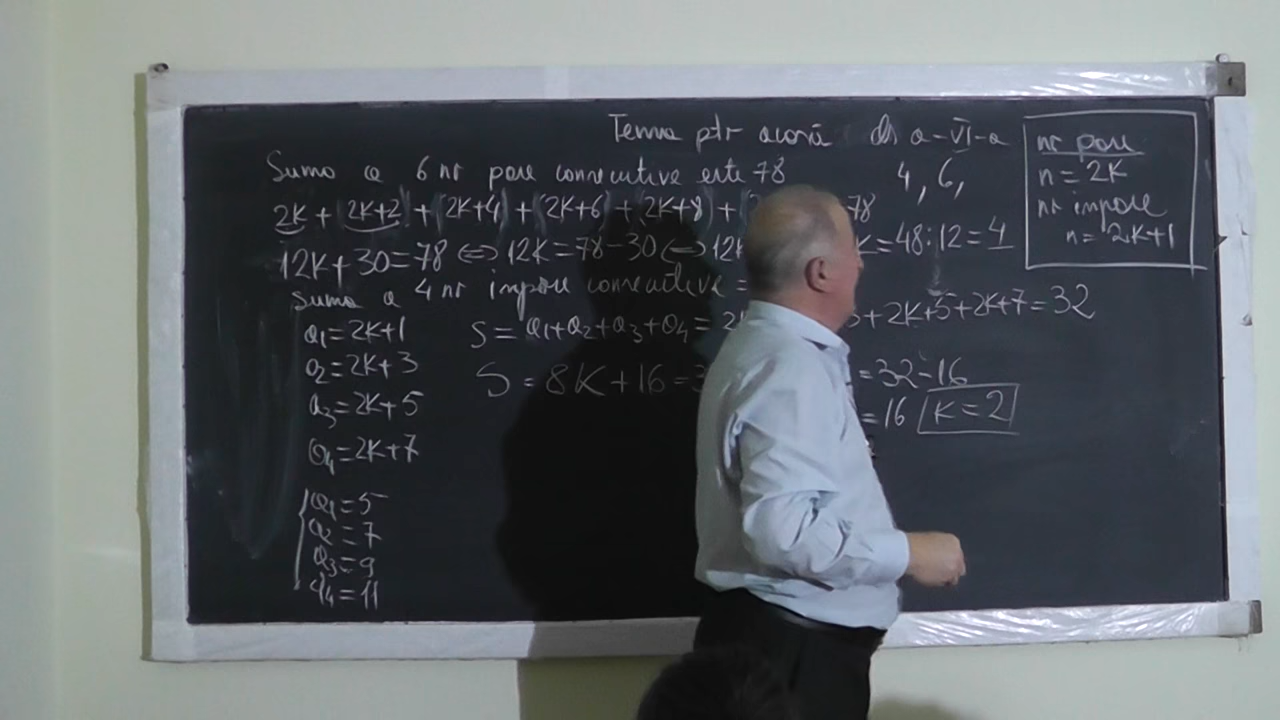 Tema ptr acasă cls a-VI-a
Suma a 6 nr pare consecutive este 78
4, 6,
nr pare
n = 2K
nr impare
n = 2K+1
2K + (2K+2) + (2K+4) + (2K+6) + (2K+8) + (2 78
12K+30=78 ⇔ 12K=78-30 ⇔ 12K K=48:12=4
Suma a 4 nr impare consecutive =
a1=2K+1
a2=2K+3
a3=2K+5
a4=2K+7
S = a1+a2+a3+a4= 2K +2K+5+2K+7=32
S = 8K+16=3 =32-16
=16 K=2
a1=5
a2=7
a3=9
a4=11